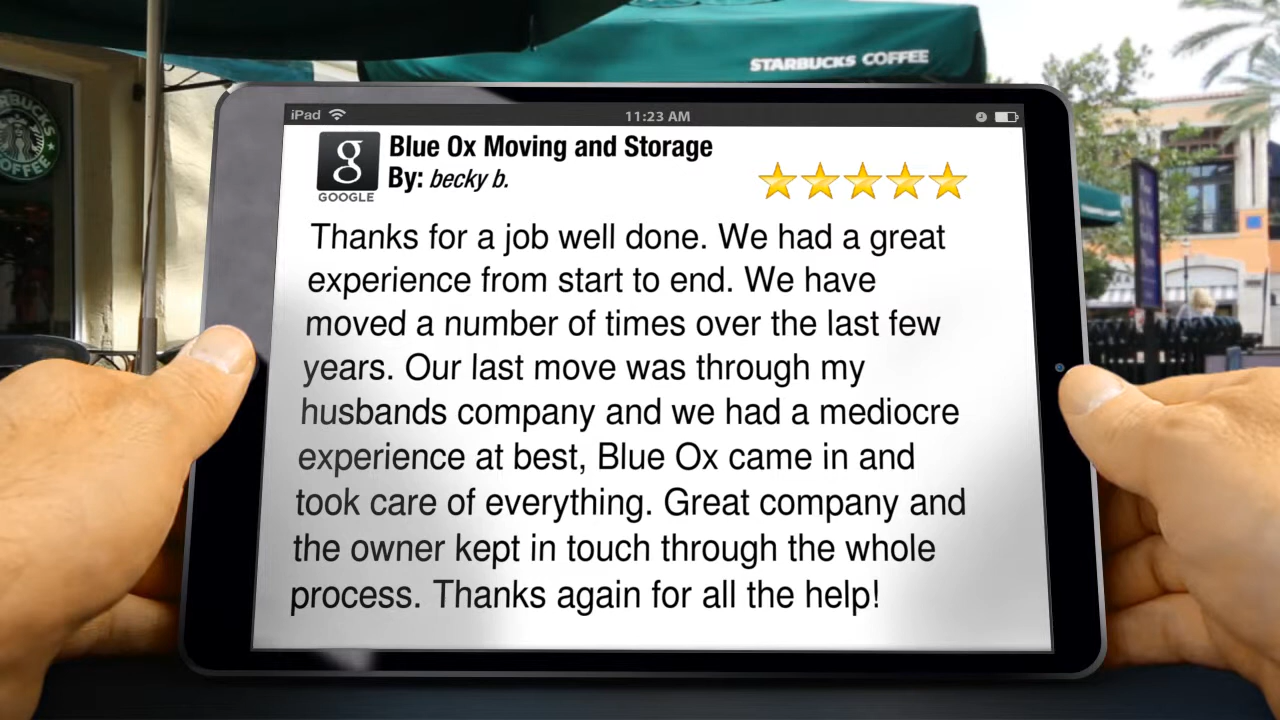 STARBUCKS COFFEE
iPad
11:23 AM
g
GOOGLE
Blue Ox Moving and Storage
By: becky b.
Thanks for a job well done. We had a great
experience from start to end. We have
moved a number of times over the last few
years. Our last move was through my
husbands company and we had a mediocre
experience at best, Blue Ox came in and
took care of everything. Great company and
the owner kept in touch through the whole
process. Thanks again for all the help!